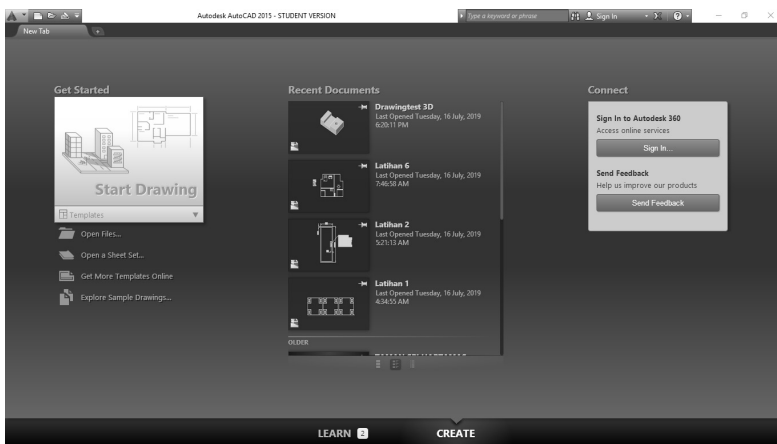 Autodesk AutoCAD 2015 - STUDENT VERSION
Type a keyword or phrase
Sign In
New Tab
Get Started
Start Drawing
Templates
Open Files...
Open a Sheet Set...
Get More Templates Online
Explore Sample Drawings...
Recent Documents
Drawingtest 3D
Last Opened Tuesday, 16 July, 2019
6:20:11 PM
Latihan 6
Last Opened Tuesday, 16 July, 2019
7:46:58 AM
Latihan 2
Last Opened Tuesday, 16 July, 2019
5:21:13 AM
Latihan 1
Last Opened Tuesday, 16 July, 2019
4:34:55 AM
OLDER
Connect
Sign In to Autodesk 360
Access online services
Sign In...
Send Feedback
Help us improve our products
Send Feedback
LEARN 2
CREATE